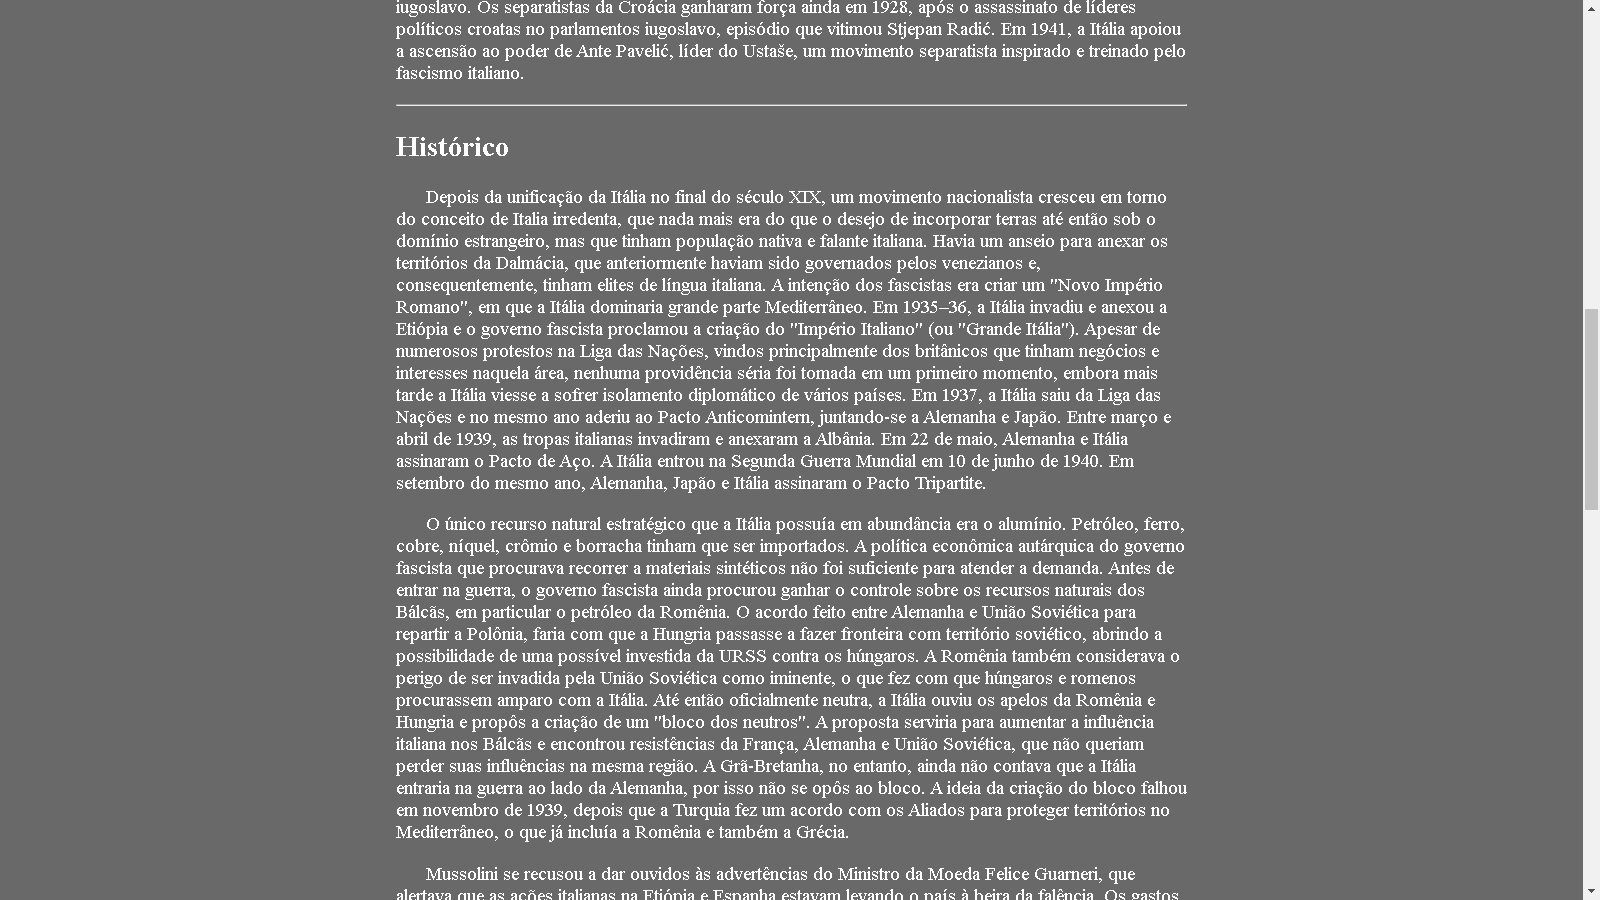 iugoslavo. Os separatistas da Croácia ganharam força ainda em 1928, após o assassinato de líderes
políticos croatas no parlamentos iugoslavo, episódio que vitimou Stjepan Radić. Em 1941, a Itália apoiou
a ascensão ao poder de Ante Pavelić, líder do Ustaše, um movimento separatista inspirado e treinado pelo
fascismo italiano.
Histórico
Depois da unificação da Itália no final do século XIX, um movimento nacionalista cresceu em torno
do conceito de Italia irredenta, que nada mais era do que o desejo de incorporar terras até então sob o
domínio estrangeiro, mas que tinham população nativa e falante italiana. Havia um anseio para anexar os
territórios da Dalmácia, que anteriormente haviam sido governados pelos venezianos e,
consequentemente, tinham elites de língua italiana. A intenção dos fascistas era criar um "Novo Império
Romano", em que a Itália dominaria grande parte Mediterrâneo. Em 1935–36, a Itália invadiu e anexou a
Etiópia e o governo fascista proclamou a criação do "Império Italiano" (ou "Grande Itália"). Apesar de
numerosos protestos na Liga das Nações, vindos principalmente dos britânicos que tinham negócios e
interesses naquela área, nenhuma providência séria foi tomada em um primeiro momento, embora mais
tarde a Itália viesse a sofrer isolamento diplomático de vários países. Em 1937, a Itália saiu da Liga das
Nações e no mesmo ano aderiu ao Pacto Anticomintern, juntando-se a Alemanha e Japão. Entre março e
abril de 1939, as tropas italianas invadiram e anexaram a Albânia. Em 22 de maio, Alemanha e Itália
assinaram o Pacto de Aço. A Itália entrou na Segunda Guerra Mundial em 10 de junho de 1940. Em
setembro do mesmo ano, Alemanha, Japão e Itália assinaram o Pacto Tripartite.
O único recurso natural estratégico que a Itália possuía em abundância era o alumínio. Petróleo, ferro,
cobre, níquel, crômio e borracha tinham que ser importados. A política econômica autárquica do governo
fascista que procurava recorrer a materiais sintéticos não foi suficiente para atender a demanda. Antes de
entrar na guerra, o governo fascista ainda procurou ganhar o controle sobre os recursos naturais dos
Bálcãs, em particular o petróleo da Romênia. O acordo feito entre Alemanha e União Soviética para
repartir a Polônia, faria com que a Hungria passasse a fazer fronteira com território soviético, abrindo a
possibilidade de uma possível investida da URSS contra os húngaros. A Romênia também considerava o
perigo de ser invadida pela União Soviética como iminente, o que fez com que húngaros e romenos
procurassem amparo com a Itália. Até então oficialmente neutra, a Itália ouviu os apelos da Romênia e
Hungria e propôs a criação de um "bloco dos neutros". A proposta serviria para aumentar a influência
italiana nos Bálcãs e encontrou resistências da França, Alemanha e União Soviética, que não queriam
perder suas influências na mesma região. A Grã-Bretanha, no entanto, ainda não contava que a Itália
entraria na guerra ao lado da Alemanha, por isso não se opôs ao bloco. A ideia da criação do bloco falhou
em novembro de 1939, depois que a Turquia fez um acordo com os Aliados para proteger territórios no
Mediterrâneo, o que já incluía a Romênia e também a Grécia.
Mussolini se recusou a dar ouvidos às advertências do Ministro da Moeda Felice Guarneri, que
alertava que as ações italianas na Etiópia e Espanha estavam levando o país à beira da falência. Os gastos